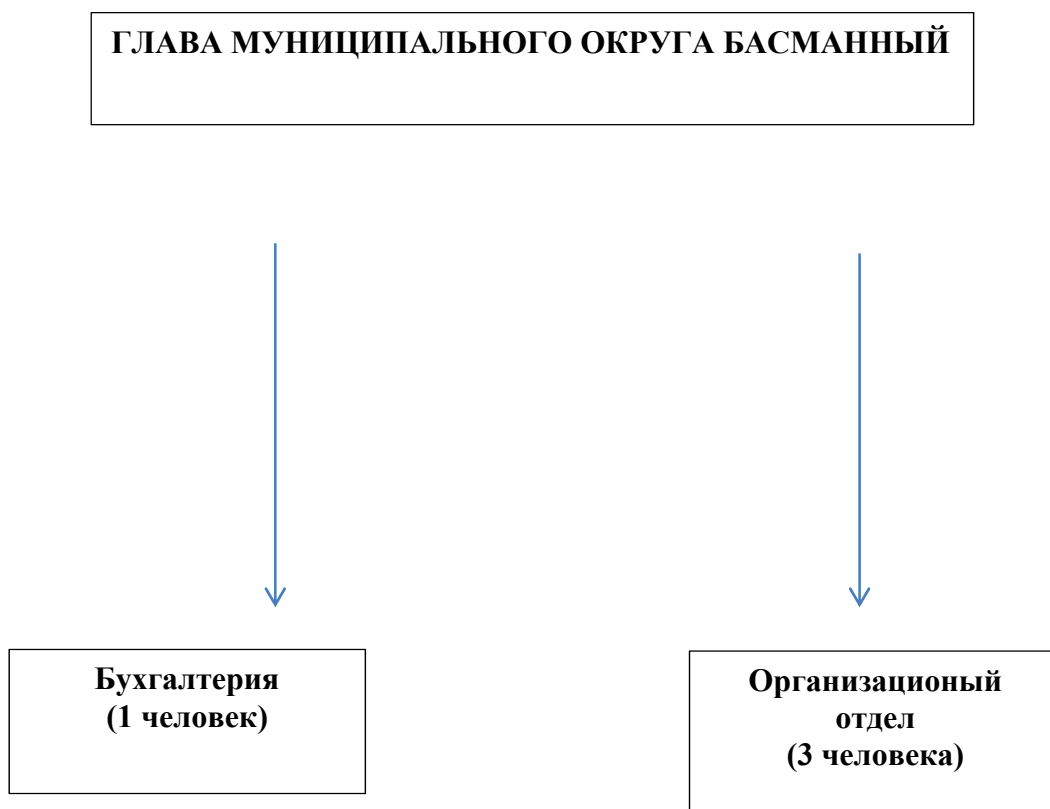 ГЛАВА МУНИЦИПАЛЬНОГО ОКРУГА БАСМАННЫЙ
Бухгалтерия
(1 человек)
Организационый
отдел
(3 человека)